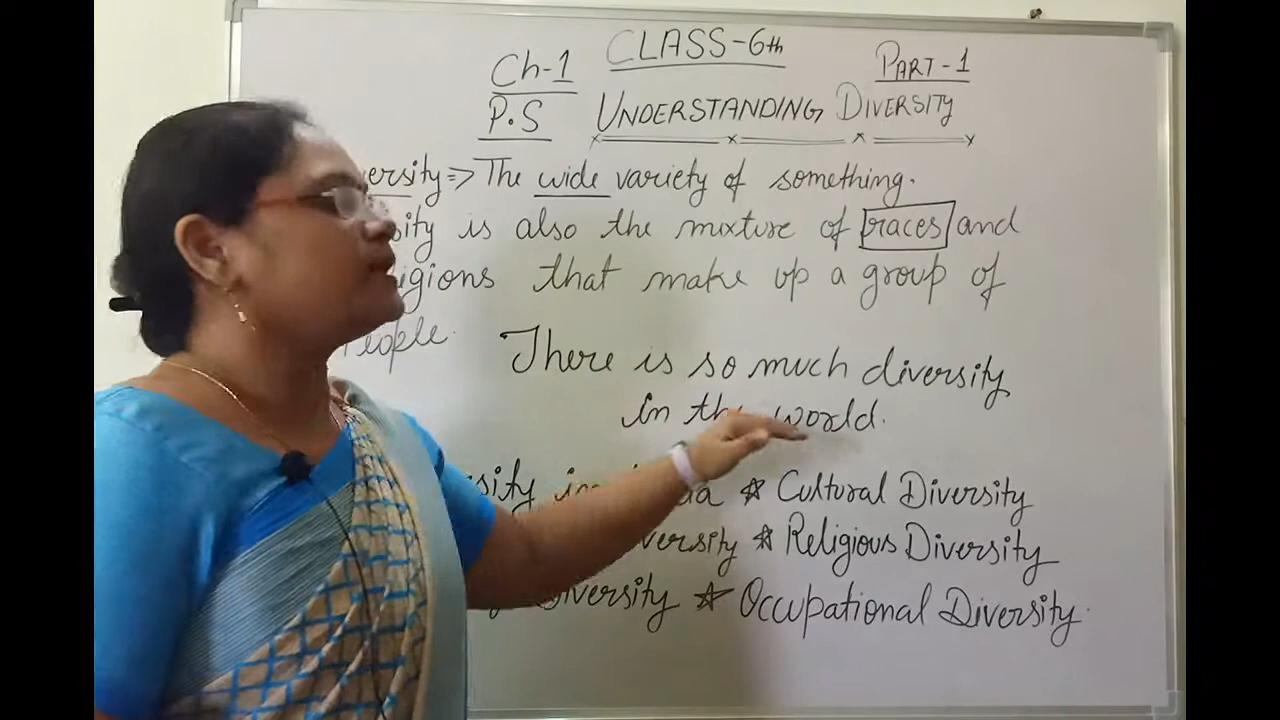 CLASS-6th
Ch-1 PART-1
P.S UNDERSTANDING DIVERSITY
ersity => The wide variety of something.
sity is also the mixture of races and
igions that make up a group of
People.
There is so much diversity
in the world.
sity in * Cultural Diversity
versity * Religious Diversity
Diversity * Occupational Diversity.